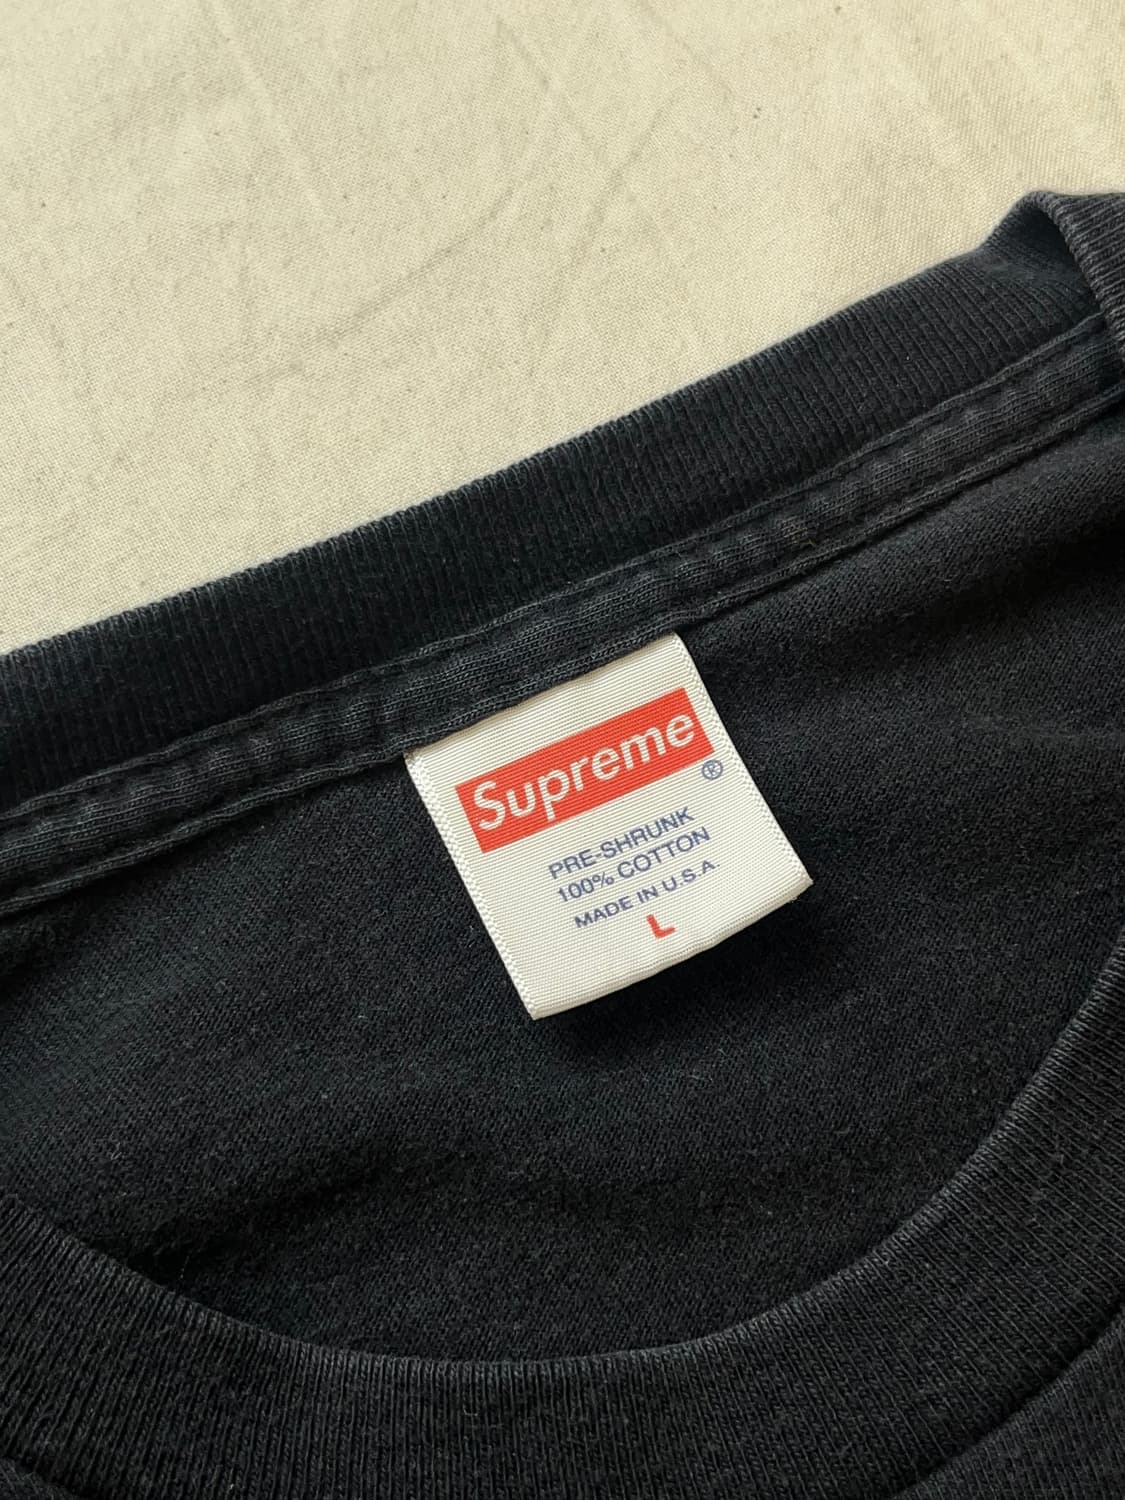 Supreme
®
PRE-SHRUNK
100% COTTON
MADE IN U.S.A.
L